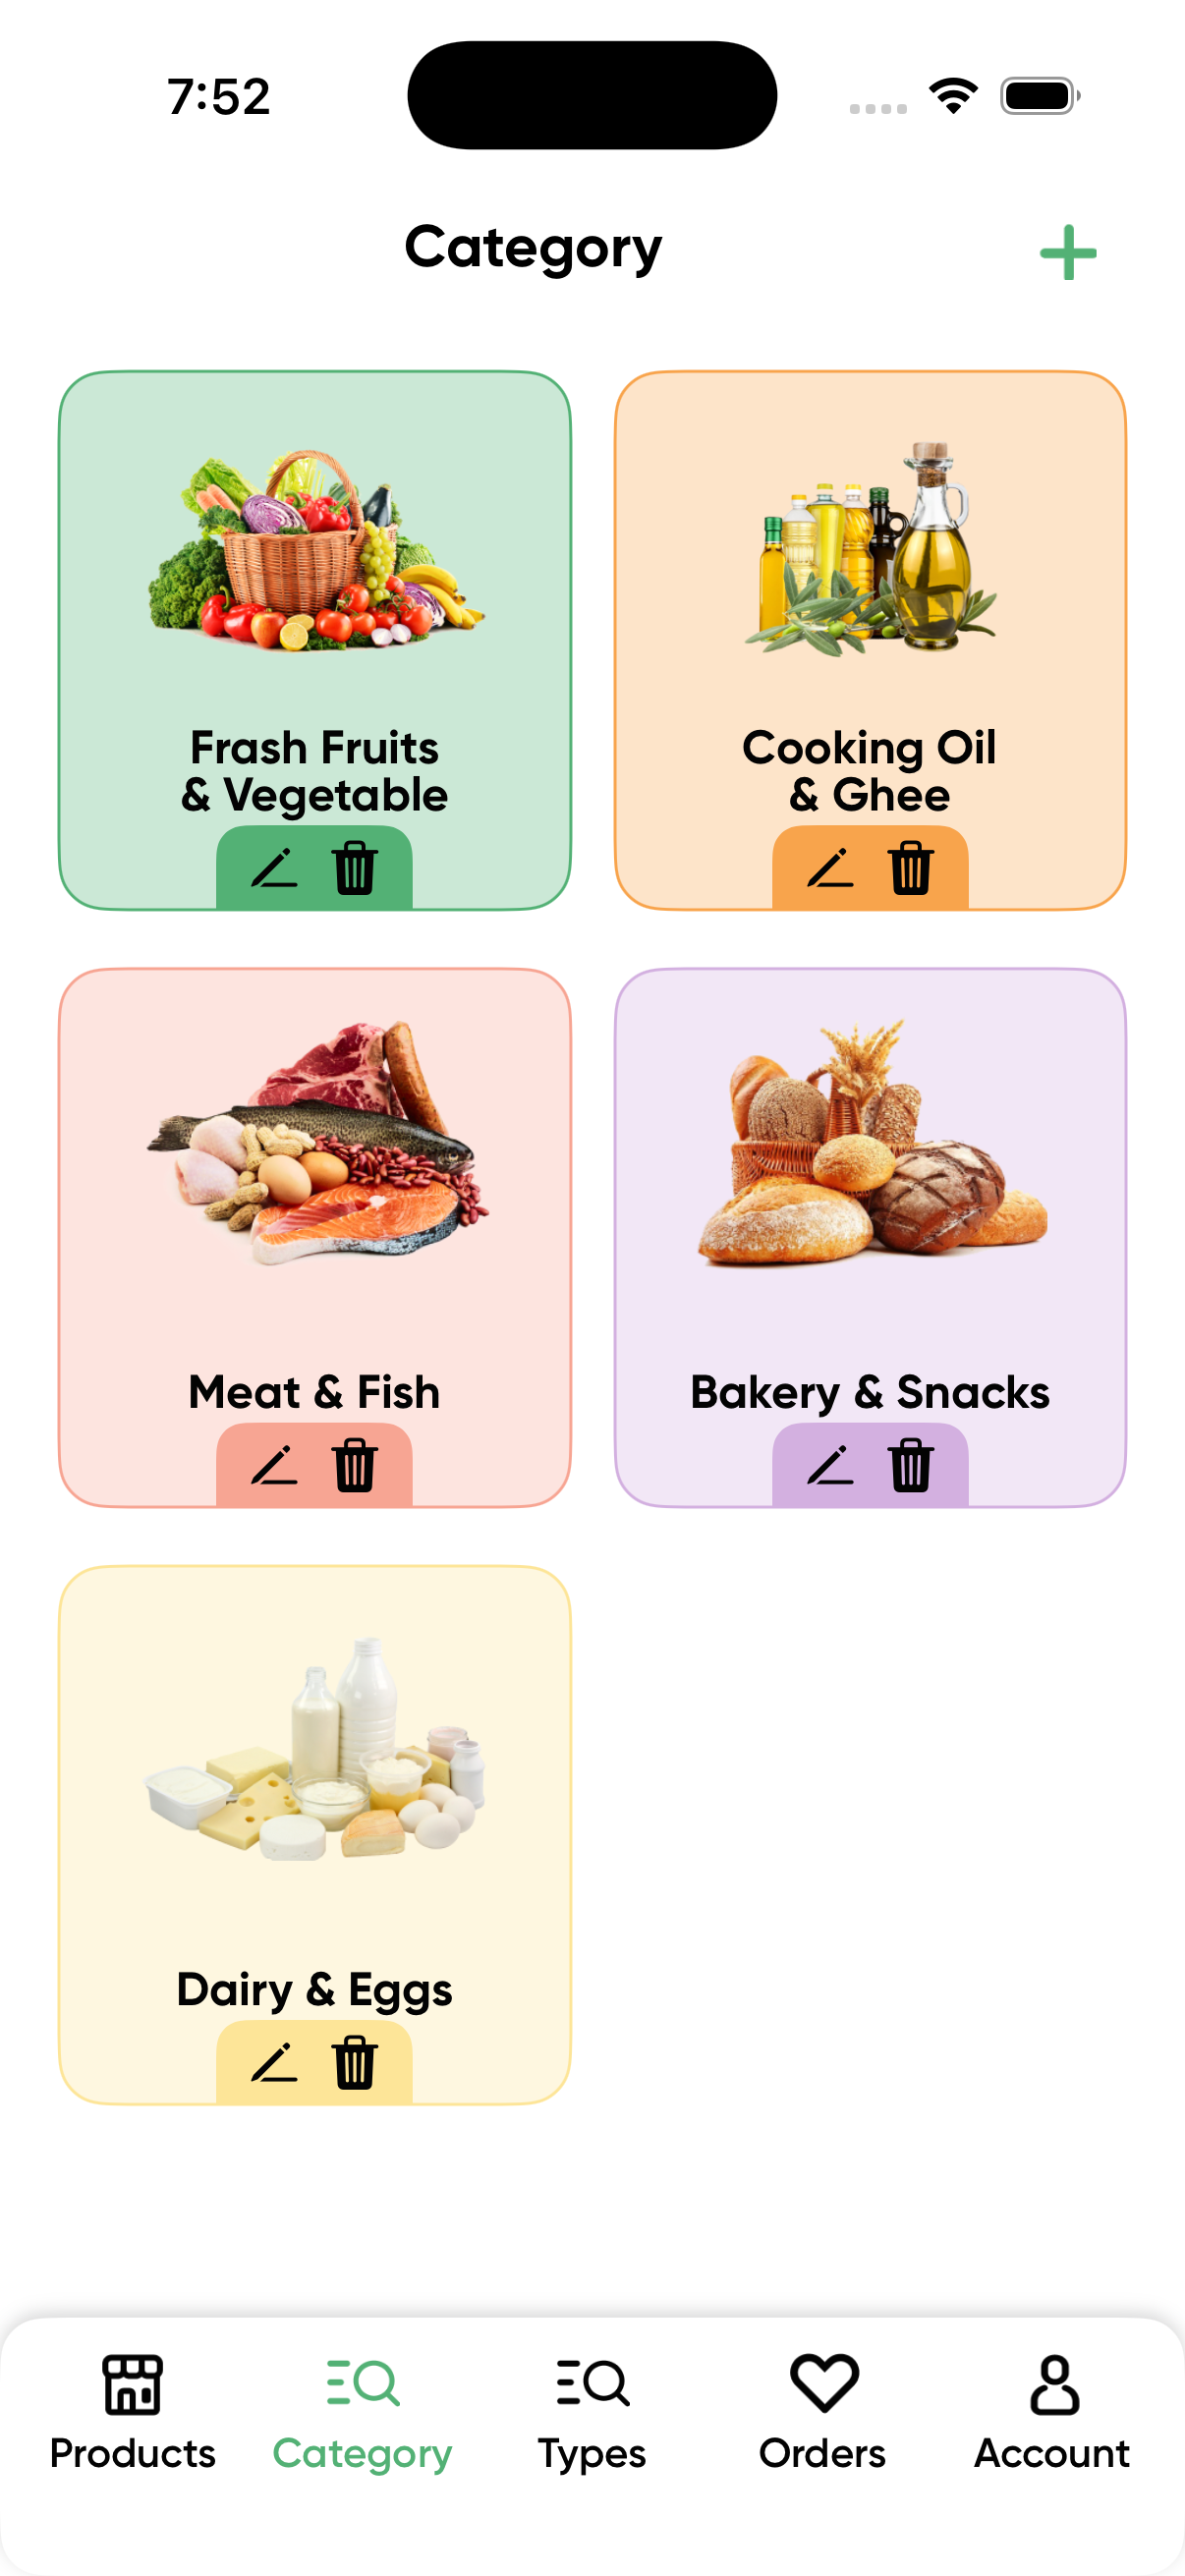 7:52
Category
Frash Fruits
& Vegetable
Cooking Oil
& Ghee
Meat & Fish
Bakery & Snacks
Dairy & Eggs
Products
Category
Types
Orders
Account